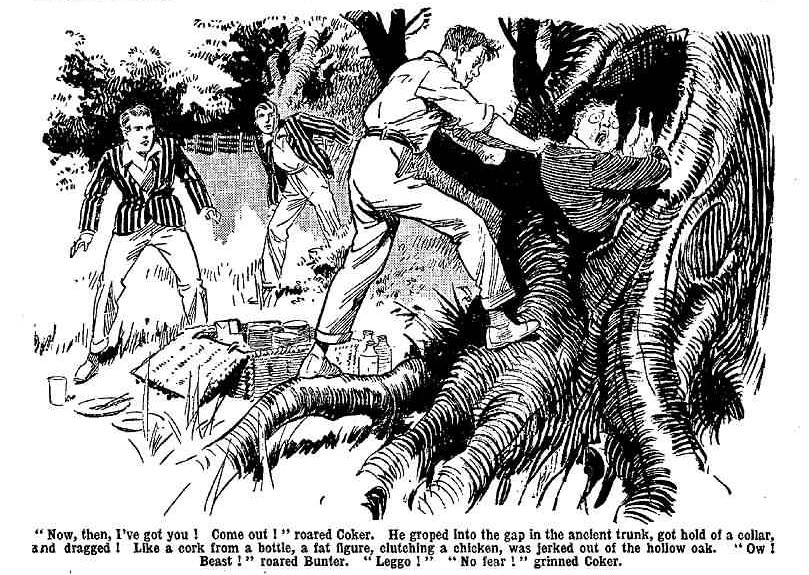 “ Now, then, I've got you ! Come out ! ” roared Coker. He groped into the gap in the ancient trunk, got hold of a collar,
and dragged ! Like a cork from a bottle, a fat figure, clutching a chicken, was jerked out of the hollow oak. “ Ow !
Beast ! ” roared Bunter. “ Leggo ! ” “ No fear ! ” grinned Coker.